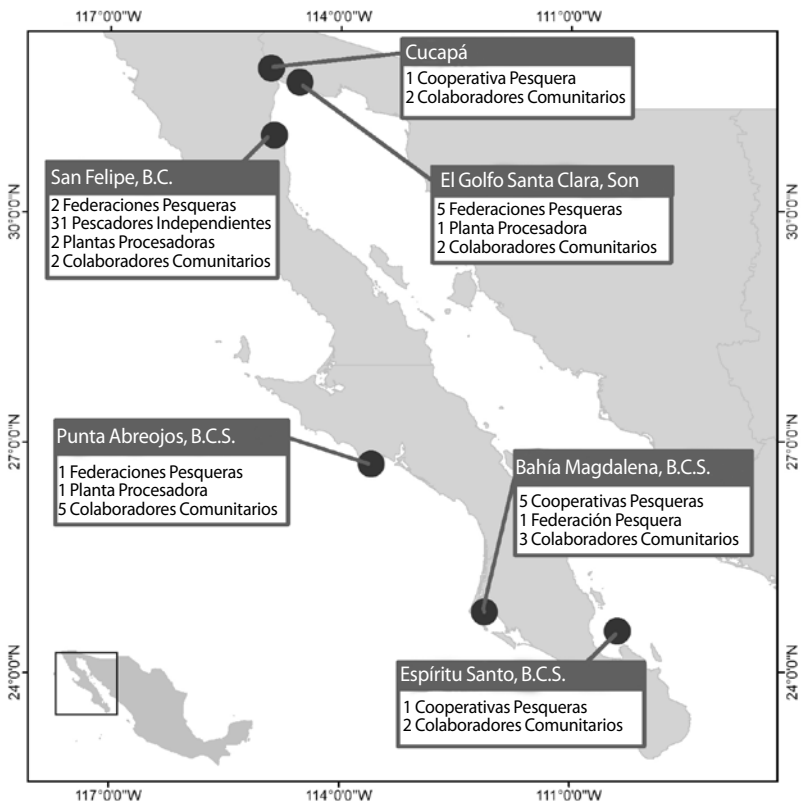 117°0'0"W
114°0'0"W
111°0'0"W
Cucapá
1 Cooperativa Pesquera
2 Colaboradores Comunitarios
San Felipe, B.C.
2 Federaciones Pesqueras
31 Pescadores Independientes
2 Plantas Procesadoras
2 Colaboradores Comunitarios
El Golfo Santa Clara, Son
5 Federaciones Pesqueras
1 Planta Procesadora
2 Colaboradores Comunitarios
30°0'0"N
30°0'0"N
Punta Abreojos, B.C.S.
1 Federaciones Pesqueras
1 Planta Procesadora
5 Colaboradores Comunitarios
27°0'0"N
27°0'0"N
Bahía Magdalena, B.C.S.
5 Cooperativas Pesqueras
1 Federación Pesquera
3 Colaboradores Comunitarios
Espíritu Santo, B.C.S.
1 Cooperativas Pesqueras
2 Colaboradores Comunitarios
24°0'0"N
24°0'0"N
117°0'0"W
114°0'0"W
111°0'0"W